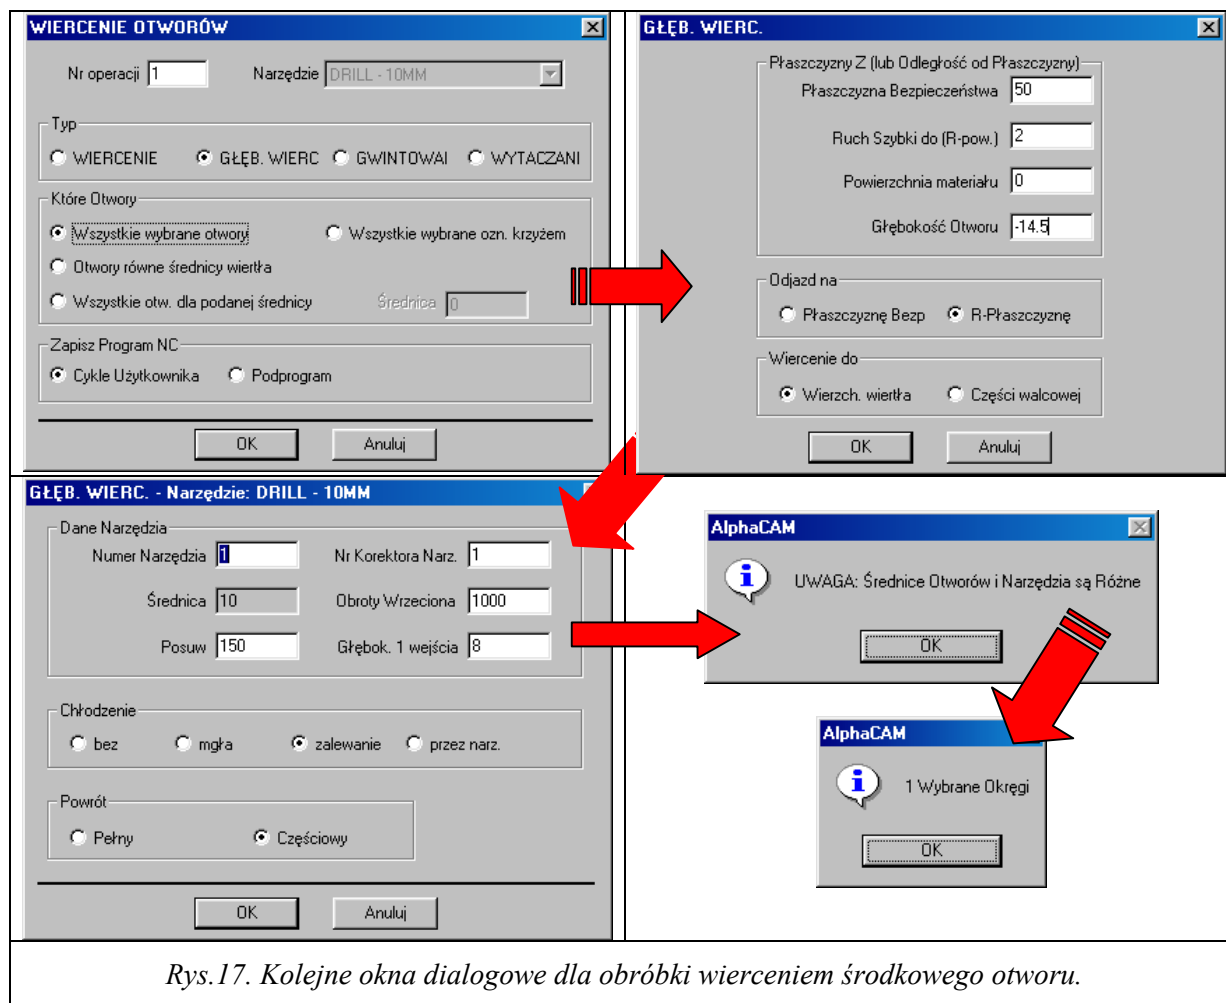 WIERCENIE OTWORÓW
Nr operacji 1 Narzędzie DRILL - 10MM
Typ
WIERCENIE GŁĘB. WIERC GWINTOWAI WYTACZANI
Które Otwory
Wszystkie wybrane otwory Wszystkie wybrane ozn. krzyżem
Otwory równe średnicy wiertła
Wszystkie otw. dla podanej średnicy Średnica 0
Zapisz Program NC
Cykle Użytkownika Podprogram
OK Anuluj
GŁĘB. WIERC.
Płaszczyzny Z (lub Odległość od Płaszczyzny)
Płaszczyzna Bezpieczeństwa 50
Ruch Szybki do (R-pow.) 2
Powierzchnia materiału 0
Głębokość Otworu -14.5
Odjazd na
Płaszczyznę Bezp R-Płaszczyznę
Wiercenie do
Wierzch. wiertła Części walcowej
OK Anuluj
GŁĘB. WIERC. - Narzędzie: DRILL - 10MM
Dane Narzędzia
Numer Narzędzia 1 Nr Korektora Narz. 1
Średnica 10 Obroty Wrzeciona 1000
Posuw 150 Głębok. 1 wejścia 8
Chłodzenie
bez mgła zalewanie przez narz.
Powrót
Pełny Częściowy
OK Anuluj
AlphaCAM
UWAGA: Średnice Otworów i Narzędzia są Różne
OK
AlphaCAM
1 Wybrane Okręgi
OK
Rys.17. Kolejne okna dialogowe dla obróbki wierceniem środkowego otworu.